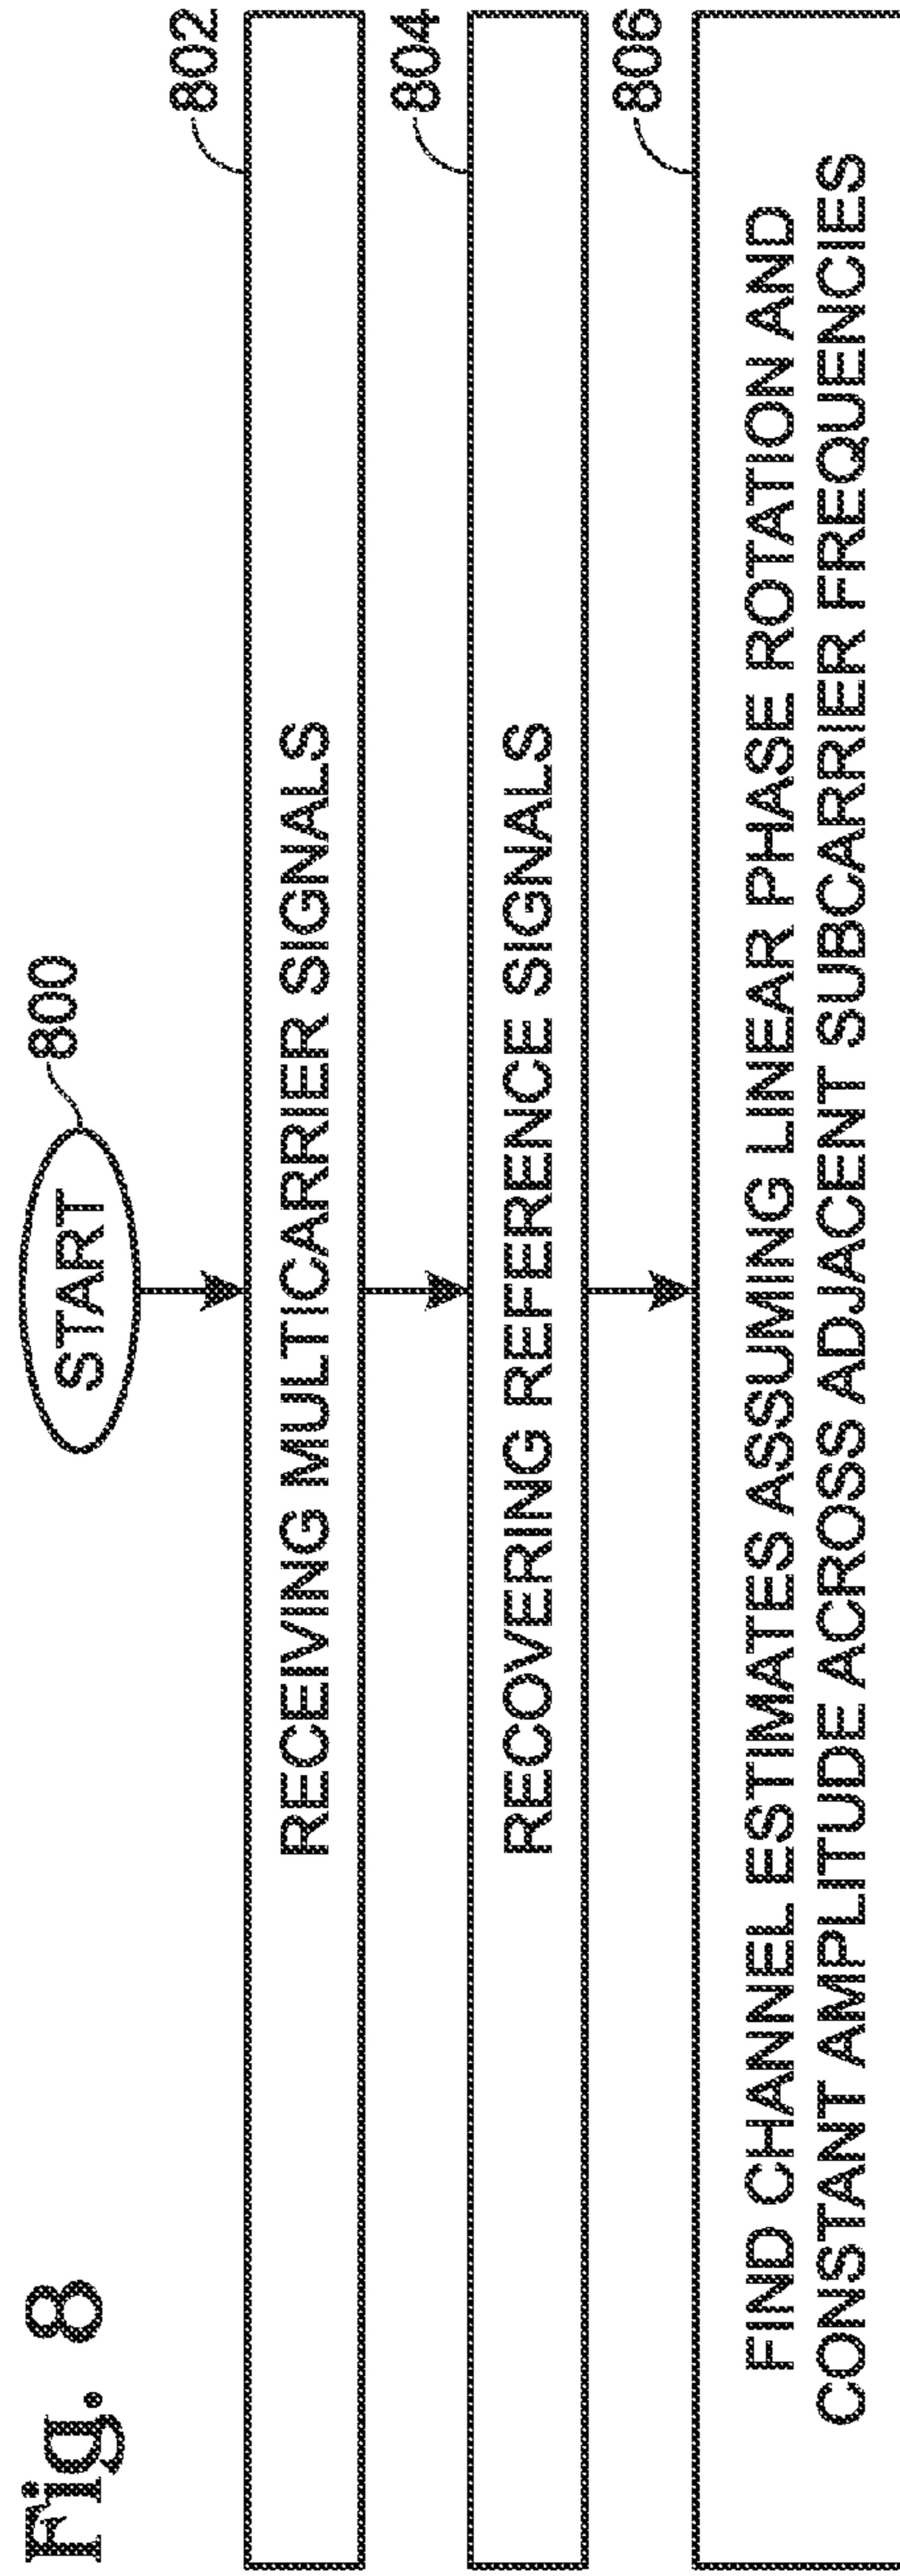 Fig. 8
START
800
802
RECEIVING MULTICARRIER SIGNALS
804
RECOVERING REFERENCE SIGNALS
806
FIND CHANNEL ESTIMATES ASSUMING LINEAR PHASE ROTATION AND
CONSTANT AMPLITUDE ACROSS ADJACENT SUBCARRIER FREQUENCIES